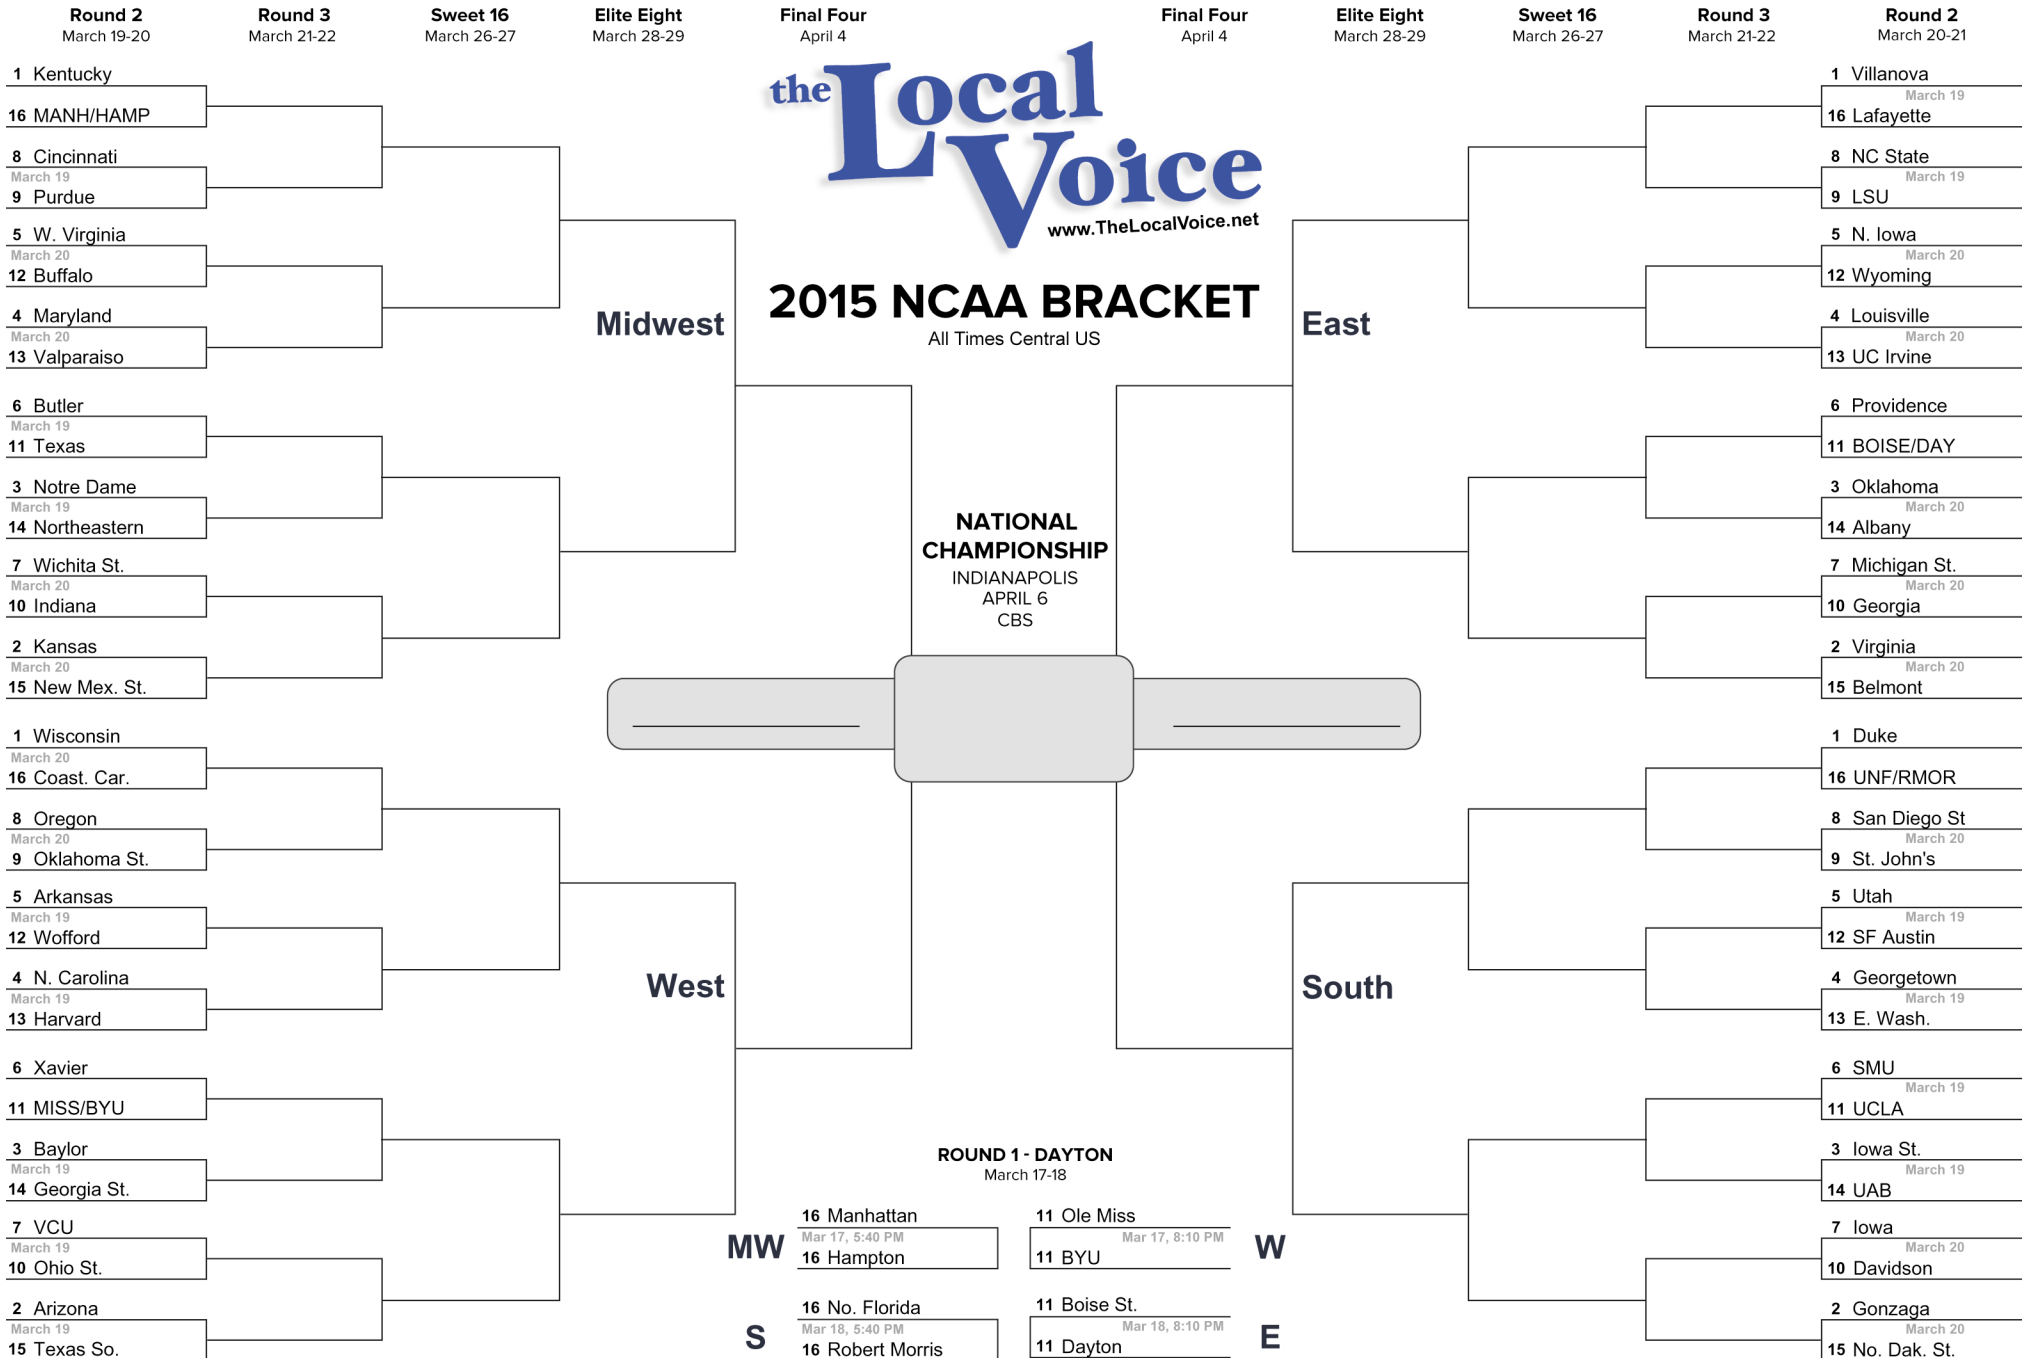 Round 2
March 19-20
Round 3
March 21-22
Sweet 16
March 26-27
Elite Eight
March 28-29
Final Four
April 4
Final Four
April 4
Elite Eight
March 28-29
Sweet 16
March 26-27
Round 3
March 21-22
Round 2
March 20-21
the Local Voice
www.TheLocalVoice.net
2015 NCAA BRACKET
All Times Central US
1 Kentucky
16 MANH/HAMP
8 Cincinnati
March 19
9 Purdue
5 W. Virginia
March 20
12 Buffalo
4 Maryland
March 20
13 Valparaiso
6 Butler
March 19
11 Texas
3 Notre Dame
March 19
14 Northeastern
7 Wichita St.
March 20
10 Indiana
2 Kansas
March 20
15 New Mex. St.
Midwest
1 Wisconsin
March 20
16 Coast. Car.
8 Oregon
March 20
9 Oklahoma St.
5 Arkansas
March 19
12 Wofford
4 N. Carolina
March 19
13 Harvard
6 Xavier
11 MISS/BYU
3 Baylor
March 19
14 Georgia St.
7 VCU
March 19
10 Ohio St.
2 Arizona
March 19
15 Texas So.
West
NATIONAL
CHAMPIONSHIP
INDIANAPOLIS
APRIL 6
CBS
ROUND 1 - DAYTON
March 17-18
MW
16 Manhattan
Mar 17, 5:40 PM
16 Hampton
11 Ole Miss
Mar 17, 8:10 PM
11 BYU
W
S
16 No. Florida
Mar 18, 5:40 PM
16 Robert Morris
11 Boise St.
Mar 18, 8:10 PM
11 Dayton
E
East
1 Villanova
March 19
16 Lafayette
8 NC State
March 19
9 LSU
5 N. Iowa
March 20
12 Wyoming
4 Louisville
March 20
13 UC Irvine
6 Providence
11 BOISE/DAY
3 Oklahoma
March 20
14 Albany
7 Michigan St.
March 20
10 Georgia
2 Virginia
March 20
15 Belmont
South
1 Duke
16 UNF/RMOR
8 San Diego St
March 20
9 St. John's
5 Utah
March 19
12 SF Austin
4 Georgetown
March 19
13 E. Wash.
6 SMU
March 19
11 UCLA
3 Iowa St.
March 19
14 UAB
7 Iowa
March 20
10 Davidson
2 Gonzaga
March 20
15 No. Dak. St.